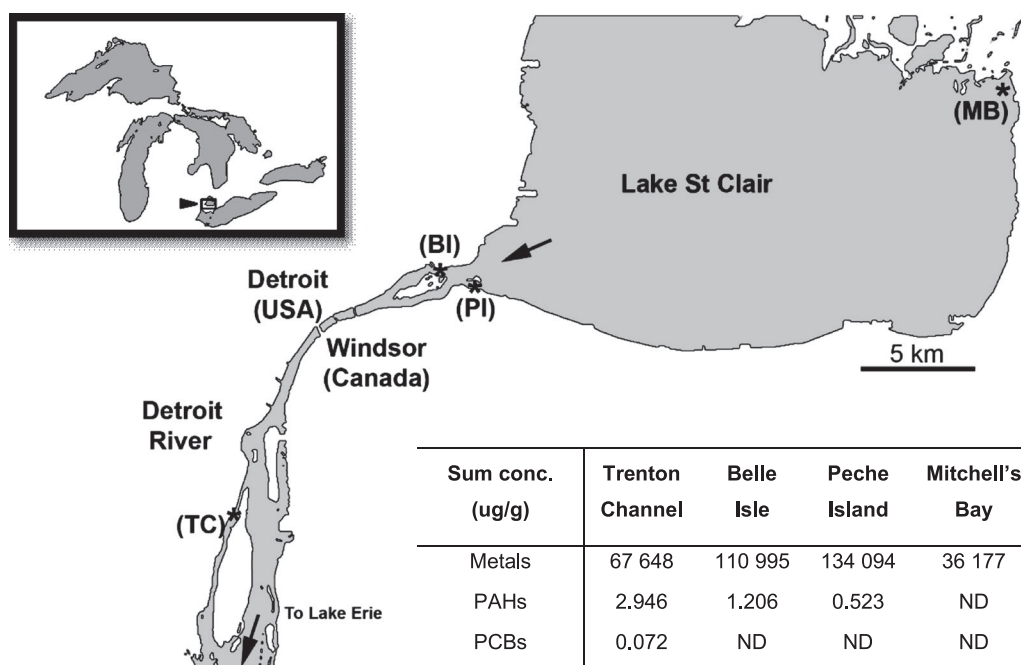 (MB)
Lake St Clair
(BI)
Detroit
(USA)
(PI)
Windsor
(Canada)
5 km
Detroit
River
(TC)
To Lake Erie
Sum conc. Trenton Belle Peche Mitchell's
(ug/g) Channel Isle Island Bay
Metals 67 648 110 995 134 094 36 177
PAHs 2.946 1.206 0.523 ND
PCBs 0.072 ND ND ND